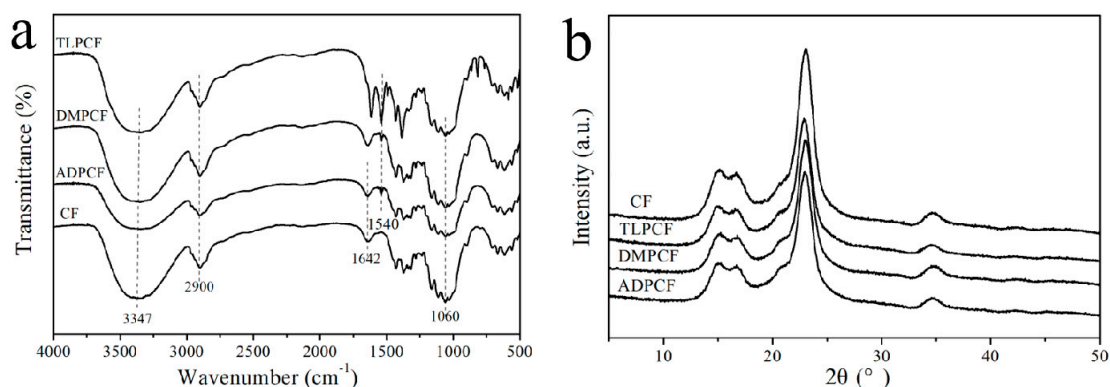 a
Transmittance (%)
TLPCF
DMPCF
ADPCF
CF
1540
1642
2900
3347
1060
4000 3500 3000 2500 2000 1500 1000 500
Wavenumber (cm⁻¹)
b
Intensity (a.u.)
CF
TLPCF
DMPCF
ADPCF
10 20 30 40 50
2θ (°)